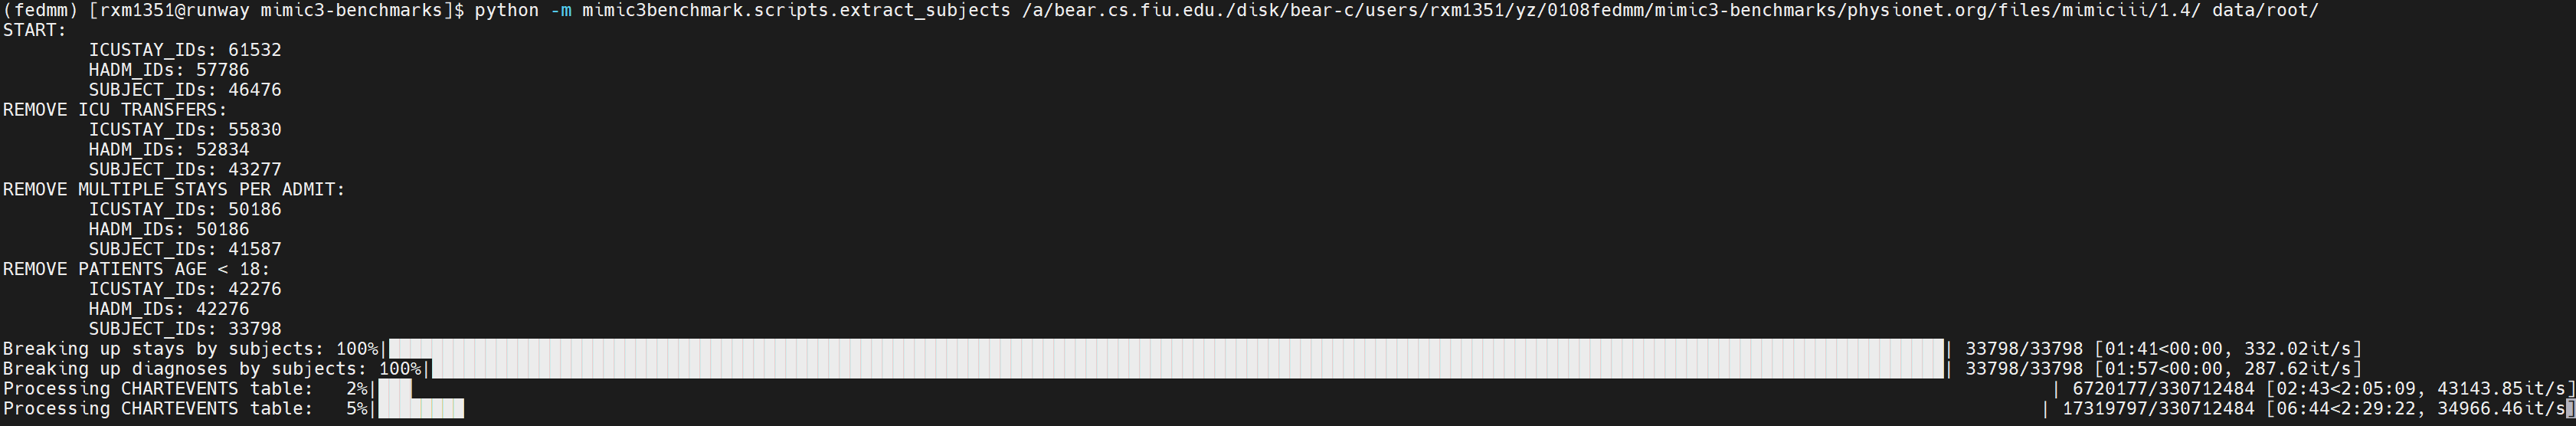 (fedmm) [rxm1351@runway mimic3-benchmarks]$ python -m mimic3benchmark.scripts.extract_subjects /a/bear.cs.fiu.edu./disk/bear-c/users/rxm1351/yz/0108fedmm/mimic3-benchmarks/physionet.org/files/mimiciii/1.4/ data/root/
START:
ICUSTAY_IDs: 61532
HADM_IDs: 57786
SUBJECT_IDs: 46476
REMOVE ICU TRANSFERS:
ICUSTAY_IDs: 55830
HADM_IDs: 52834
SUBJECT_IDs: 43277
REMOVE MULTIPLE STAYS PER ADMIT:
ICUSTAY_IDs: 50186
HADM_IDs: 50186
SUBJECT_IDs: 41587
REMOVE PATIENTS AGE < 18:
ICUSTAY_IDs: 42276
HADM_IDs: 42276
SUBJECT_IDs: 33798
Breaking up stays by subjects: 100%| | 33798/33798 [01:41<00:00, 332.02it/s]
Breaking up diagnoses by subjects: 100%| | 33798/33798 [01:57<00:00, 287.62it/s]
Processing CHARTEVENTS table: 2%| | 6720177/330712484 [02:43<2:05:09, 43143.85it/s]
Processing CHARTEVENTS table: 5%| | 17319797/330712484 [06:44<2:29:22, 34966.46it/s]